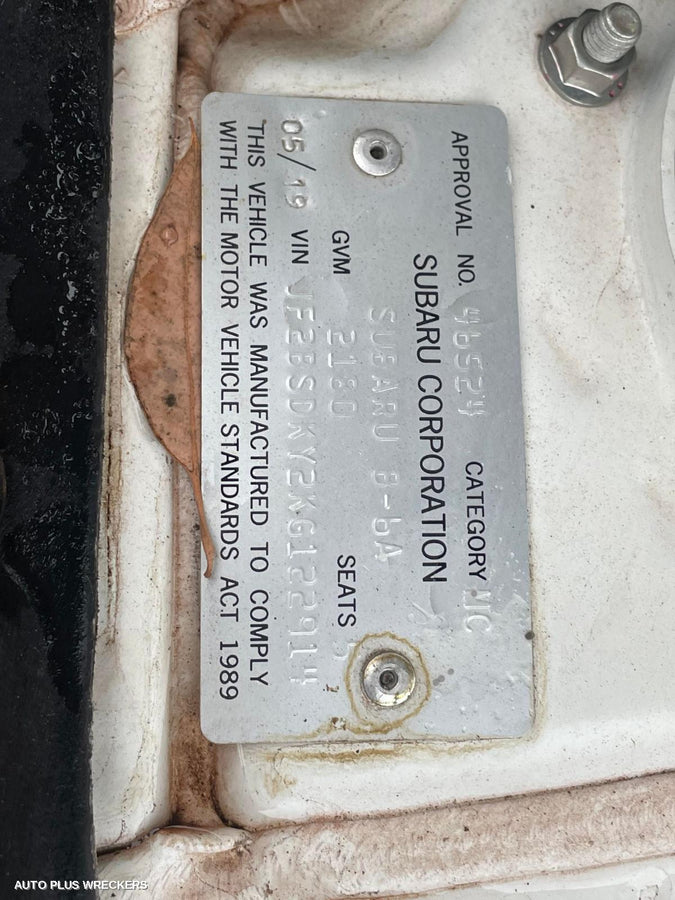 APPROVAL NO. 46524 CATEGORY MC
SUBARU CORPORATION
SUBARU B-6A
GVM 2180 SEATS 5
05/19 VIN JF2BSDKY2KG122914
THIS VEHICLE WAS MANUFACTURED TO COMPLY
WITH THE MOTOR VEHICLE STANDARDS ACT 1989
AUTO PLUS WRECKERS